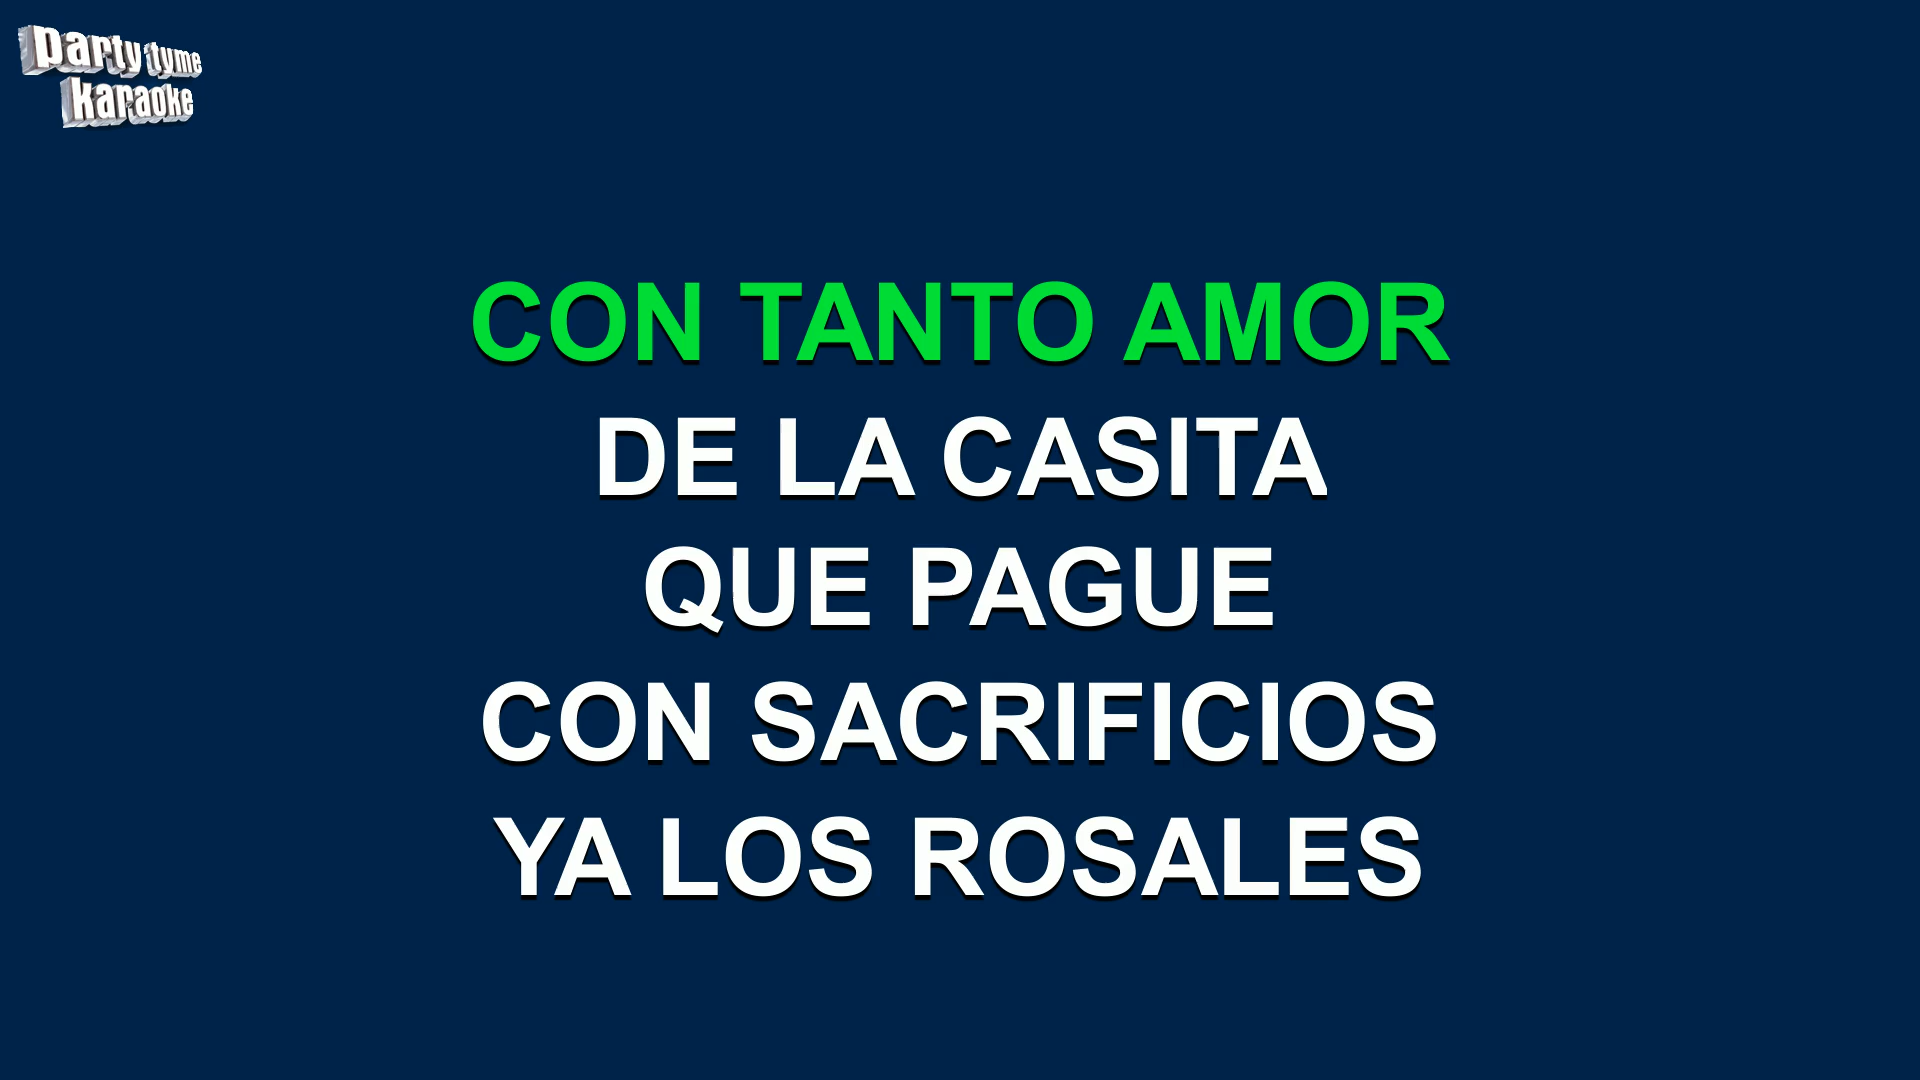 party tyme
karaoke
CON TANTO AMOR
DE LA CASITA
QUE PAGUE
CON SACRIFICIOS
YA LOS ROSALES